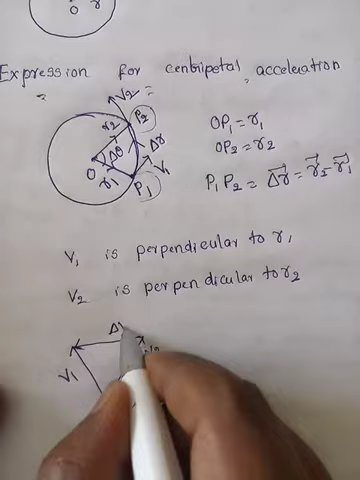 O r
Expression for centripetal acceleration
V2
r2 P2
Δθ Δr
O
r1 P1 V1
OP1 = r1
OP2 = r2
P1P2 = Δr = r2 - r1
V1 is perpendicular to r1
V2 is perpendicular to r2
V1